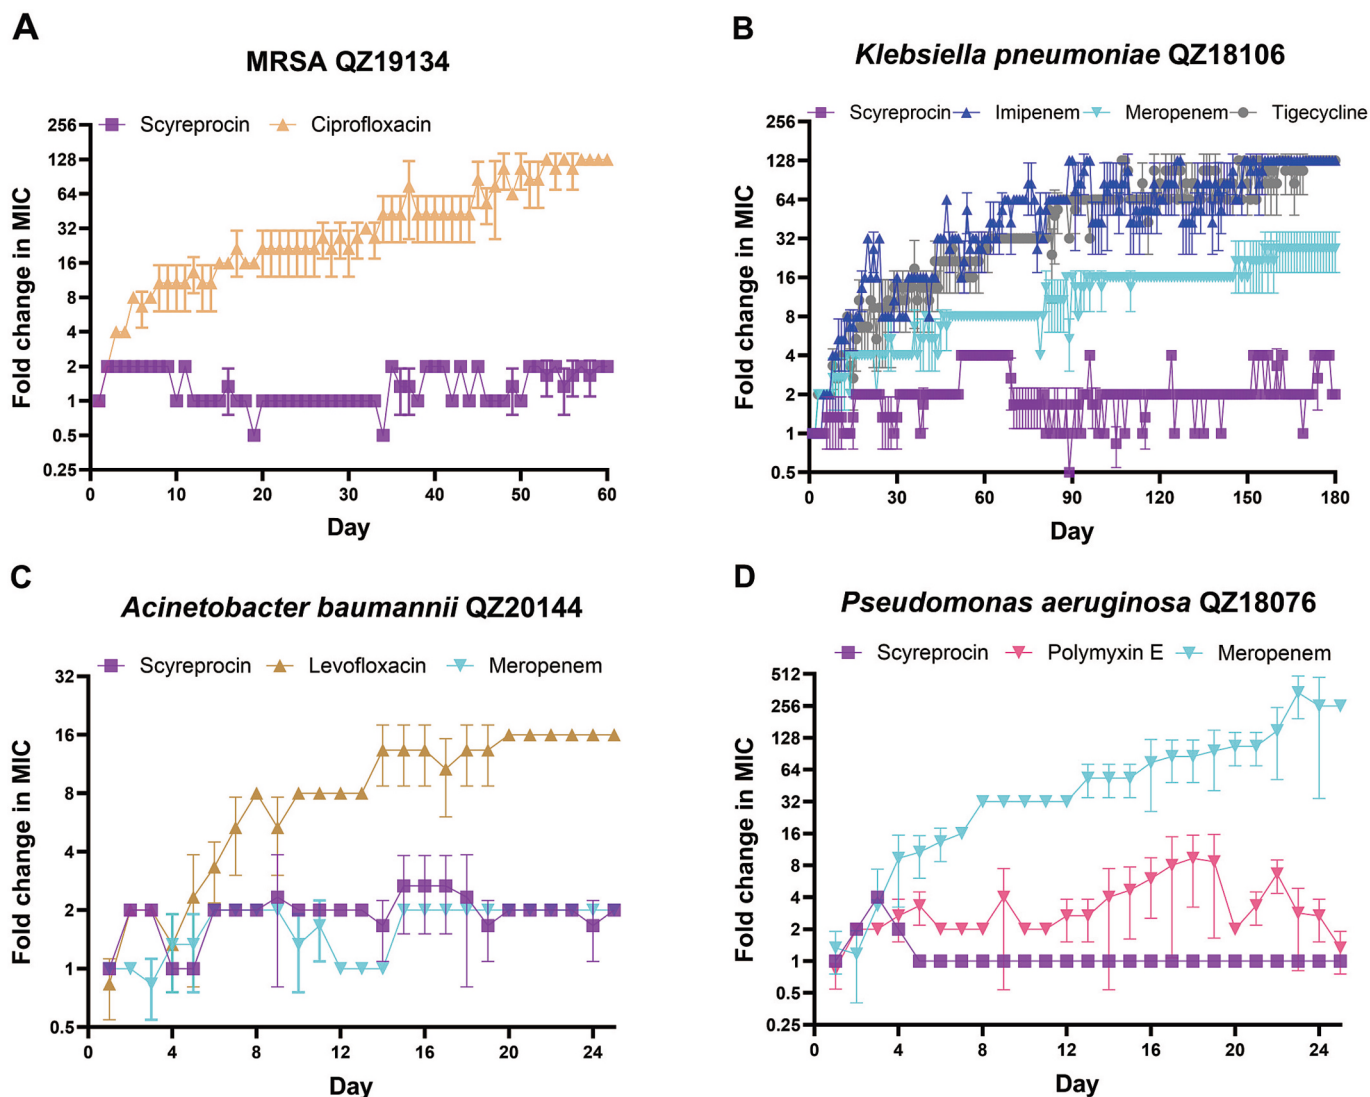 A
MRSA QZ19134
Scyreprocin Ciprofloxacin
Fold change in MIC
256
128
64
32
16
8
4
2
1
0.5
0.25
0 10 20 30 40 50 60
Day
B
Klebsiella pneumoniae QZ18106
Scyreprocin Imipenem Meropenem Tigecycline
Fold change in MIC
256
128
64
32
16
8
4
2
1
0.5
0 30 60 90 120 150 180
Day
C
Acinetobacter baumannii QZ20144
Scyreprocin Levofloxacin Meropenem
Fold change in MIC
32
16
8
4
2
1
0.5
0 4 8 12 16 20 24
Day
D
Pseudomonas aeruginosa QZ18076
Scyreprocin Polymyxin E Meropenem
Fold change in MIC
512
256
128
64
32
16
8
4
2
1
0.5
0.25
0 4 8 12 16 20 24
Day